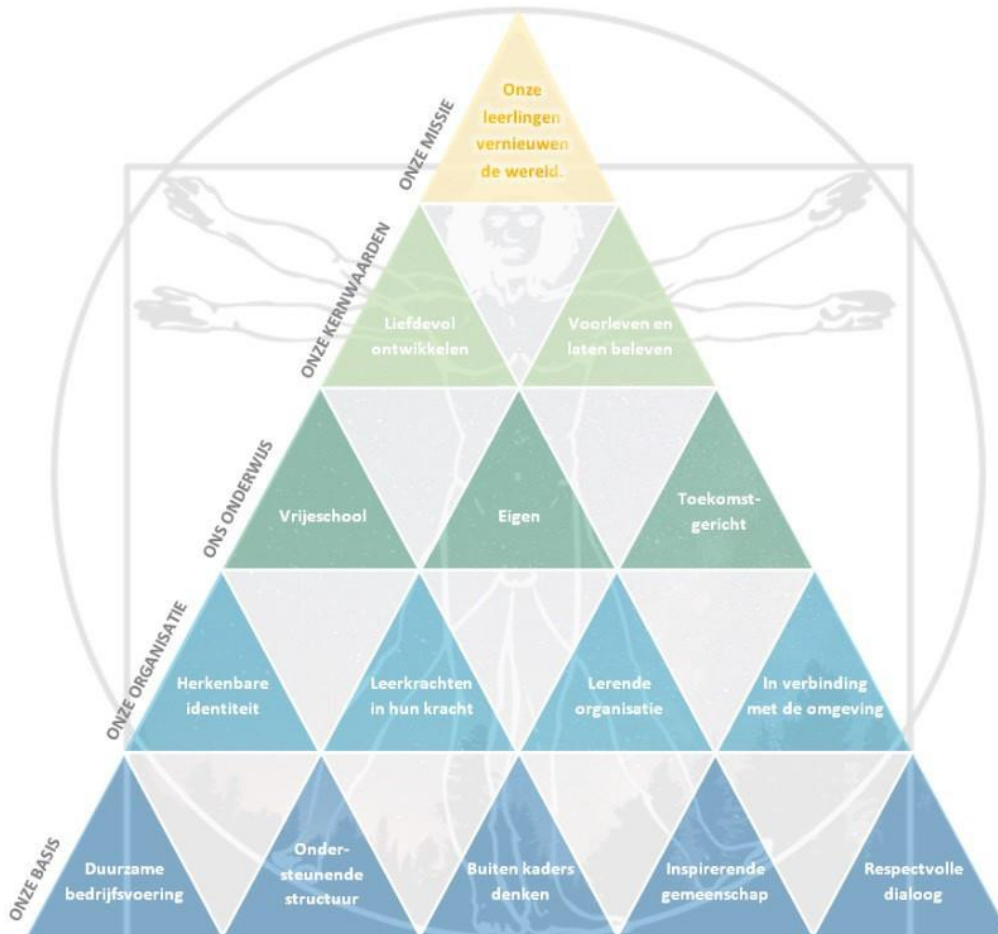 ONZE MISSIE
Onze
leerlingen
vernieuwen
de wereld.
ONZE KERNWAARDEN
Liefdevol
ontwikkelen
Voorleven en
laten beleven
ONS ONDERWIJS
Vrijeschool
Eigen
Toekomst-
gericht
ONZE ORGANISATIE
Herkenbare
identiteit
Leerkrachten
in hun kracht
Lerende
organisatie
In verbinding
met de omgeving
ONZE BASIS
Duurzame
bedrijfsvoering
Onder-
steunende
structuur
Buiten kaders
denken
Inspirerende
gemeenschap
Respectvolle
dialoog